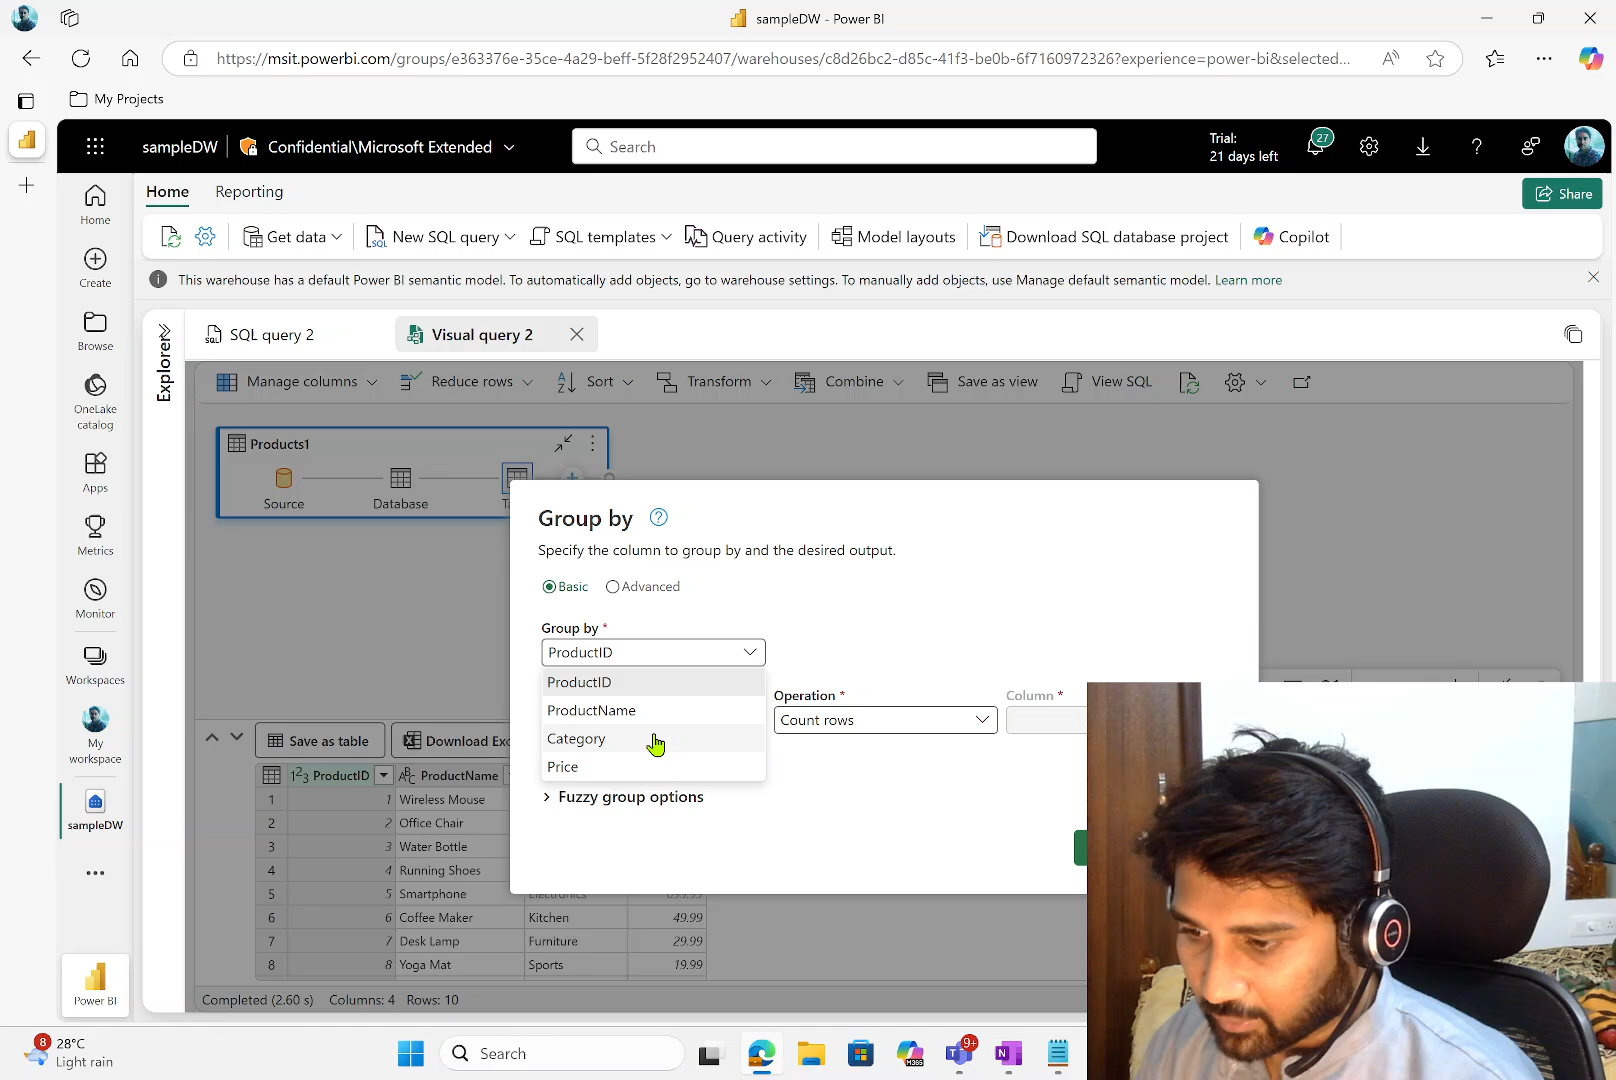 sampleDW - Power BI
https://msit.powerbi.com/groups/e363376e-35ce-4a29-beff-5f28f2952407/warehouses/c8d26bc2-d85c-41f3-be0b-6f7160972326?experience=power-bi&selected...
My Projects
sampleDW
Confidential\Microsoft Extended
Search
Trial:
21 days left
27
Home
Reporting
Share
Get data
New SQL query
SQL templates
Query activity
Model layouts
Download SQL database project
Copilot
This warehouse has a default Power BI semantic model. To automatically add objects, go to warehouse settings. To manually add objects, use Manage default semantic model. Learn more
Home
Create
Browse
OneLake
catalog
Apps
Metrics
Monitor
Workspaces
My
workspace
sampleDW
Power BI
Explorer
SQL query 2
Visual query 2
Manage columns
Reduce rows
Sort
Transform
Combine
Save as view
View SQL
Products1
Source
Database
Group by
Specify the column to group by and the desired output.
Basic
Advanced
Group by *
ProductID
ProductID
ProductName
Category
Price
Operation *
Count rows
Column *
Fuzzy group options
Save as table
Download
123 ProductID
ABC ProductName
1 1 Wireless Mouse
2 2 Office Chair
3 3 Water Bottle
4 4 Running Shoes
5 5 Smartphone
6 6 Coffee Maker Kitchen 49.99
7 7 Desk Lamp Furniture 29.99
8 8 Yoga Mat Sports 19.99
Completed (2.60 s) Columns: 4 Rows: 10
8
28°C
Light rain
Search
M365
9+